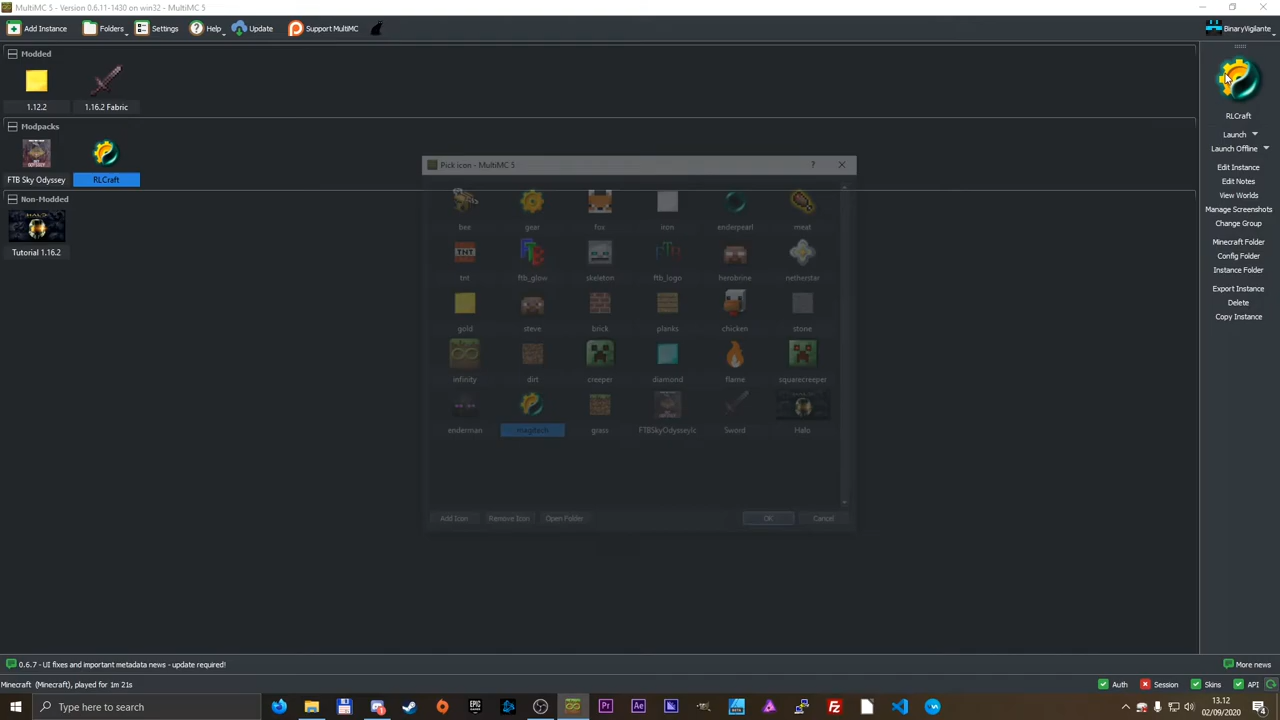 MultiMC 5 - Version 0.6.11-1430 on win32 - MultiMC 5
Add Instance Folders Settings Help Update Support MultiMC BinaryVigilante
Modded
1.12.2 1.16.2 Fabric
Modpacks
FTB Sky Odyssey RLCraft
Non-Modded
Tutorial 1.16.2
Pick icon - MultiMC 5
bee gear fox iron enderpearl meat
tnt ftb_glow skeleton ftb_logo herobrine netherstar
gold steve brick planks chicken stone
infinity dirt creeper diamond flame squarecreeper
enderman magitech grass FTBSkyOdysseyIc Sword Halo
Add Icon Remove Icon Open Folder OK Cancel
RLCraft
Launch
Launch Offline
Edit Instance
Edit Notes
View Worlds
Manage Screenshots
Change Group
Minecraft Folder
Config Folder
Instance Folder
Export Instance
Delete
Copy Instance
0.6.7 - UI fixes and important metadata news - update required! More news
Minecraft (Minecraft), played for 1m 21s Auth Session Skins API
Type here to search
13.12
02/09/2020